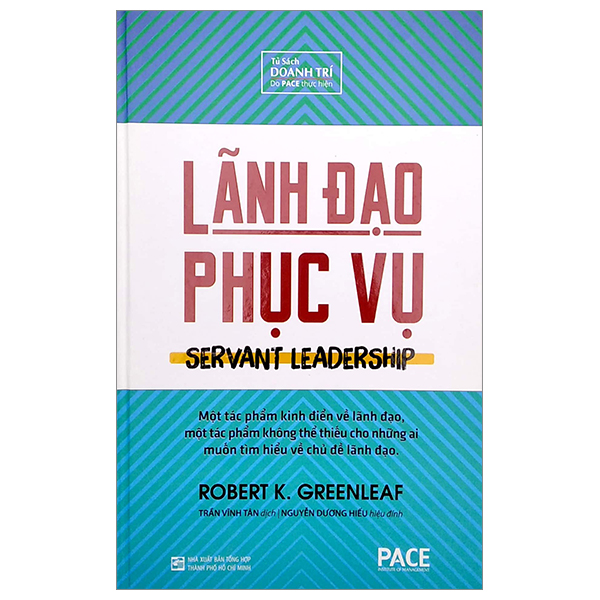 Tủ Sách
DOANH TRÍ
Do PACE thực hiện
LÃNH ĐẠO
PHỤC VỤ
SERVANT LEADERSHIP
Một tác phẩm kinh điển về lãnh đạo,
một tác phẩm không thể thiếu cho những ai
muốn tìm hiểu về chủ đề lãnh đạo.
ROBERT K. GREENLEAF
TRẦN VĨNH TÂN dịch | NGUYỄN DƯƠNG HIẾU hiệu đính
NHÀ XUẤT BẢN TỔNG HỢP
THÀNH PHỐ HỒ CHÍ MINH
PACE
INSTITUTE OF MANAGEMENT